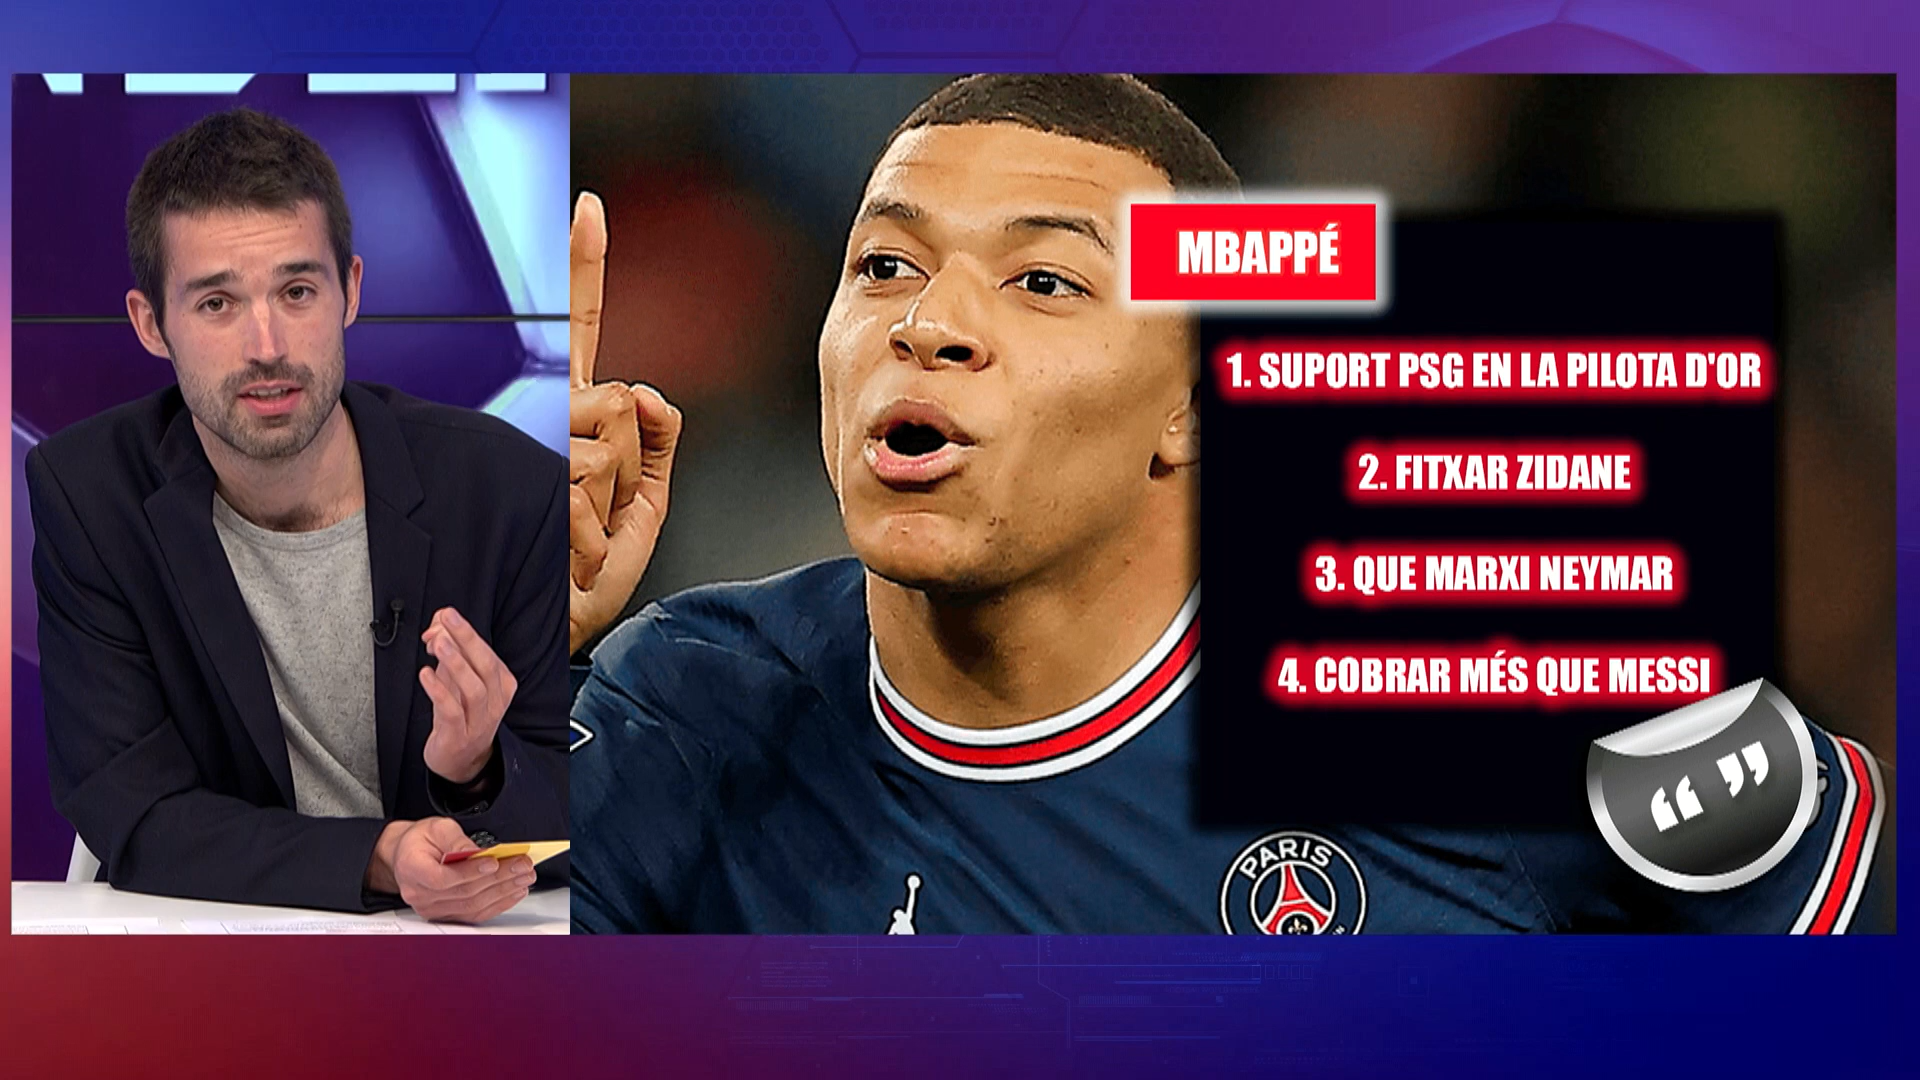 MBAPPÉ
1. SUPORT PSG EN LA PILOTA D'OR
2. FITXAR ZIDANE
3. QUE MARXI NEYMAR
4. COBRAR MÉS QUE MESSI
“ ”
PARIS